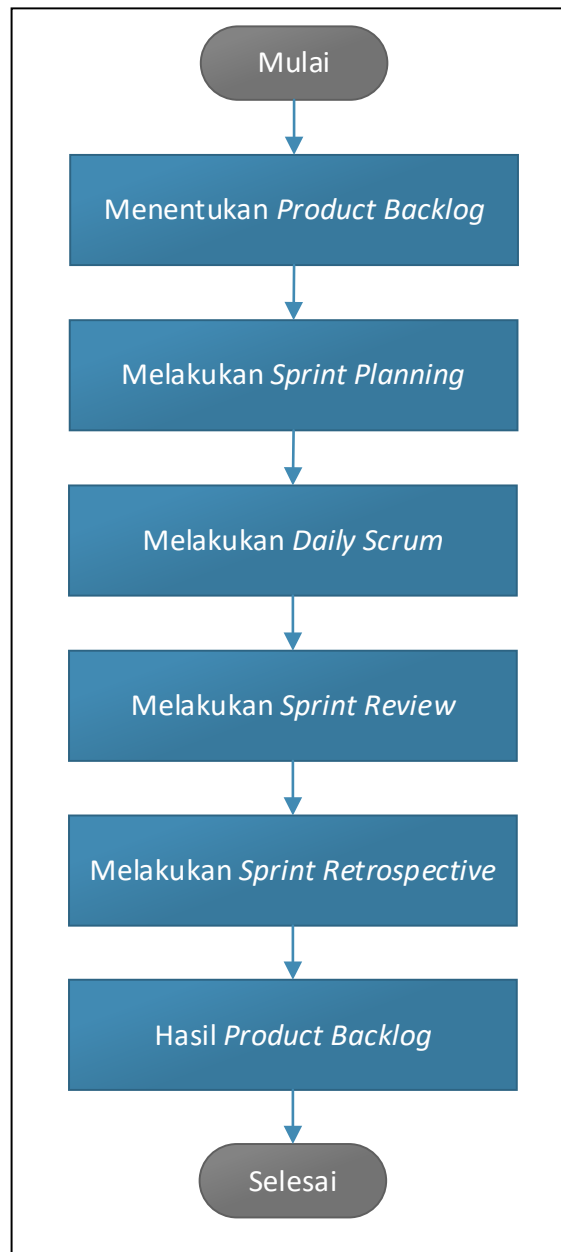 Mulai
Menentukan Product Backlog
Melakukan Sprint Planning
Melakukan Daily Scrum
Melakukan Sprint Review
Melakukan Sprint Retrospective
Hasil Product Backlog
Selesai